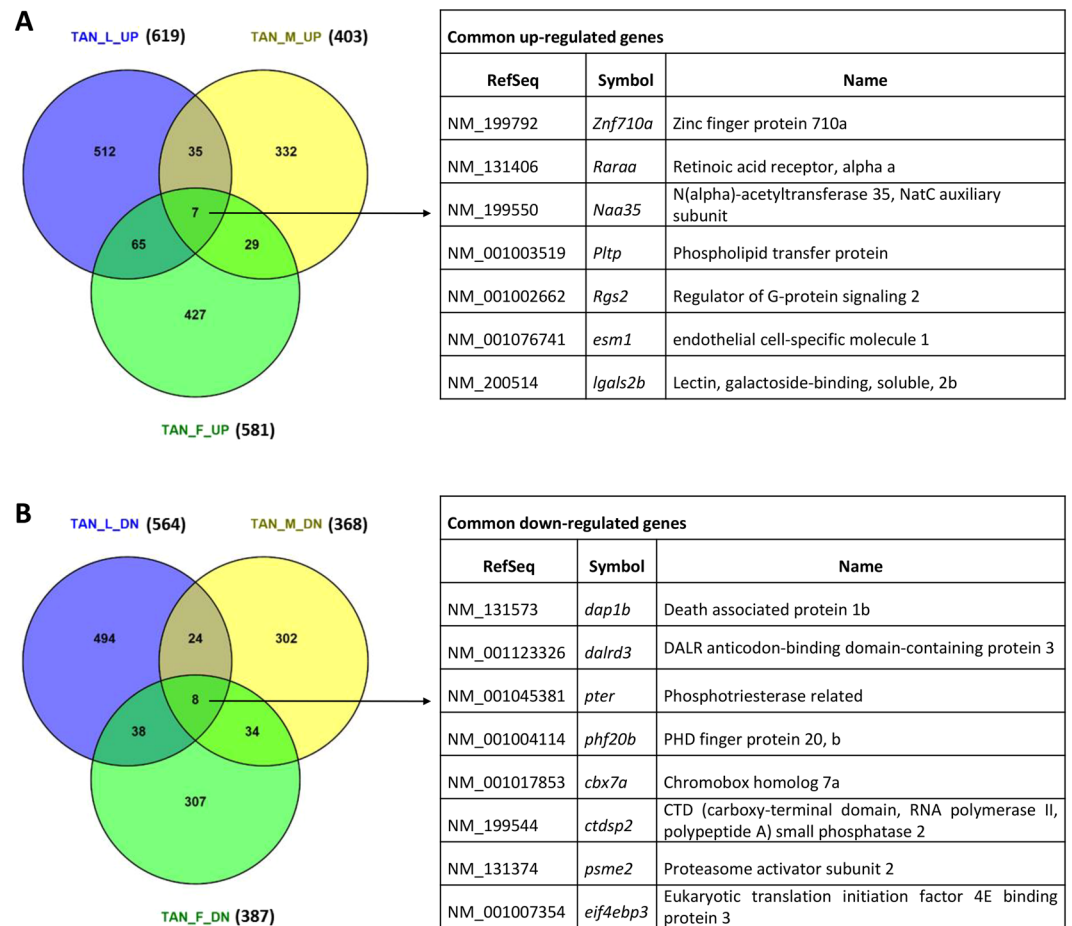 A
TAN_L_UP (619)
TAN_M_UP (403)
512
35
332
7
65
29
427
TAN_F_UP (581)
Common up-regulated genes
RefSeq Symbol Name
NM_199792 Znf710a Zinc finger protein 710a
NM_131406 Raraa Retinoic acid receptor, alpha a
NM_199550 Naa35 N(alpha)-acetyltransferase 35, NatC auxiliary
subunit
NM_001003519 Pltp Phospholipid transfer protein
NM_001002662 Rgs2 Regulator of G-protein signaling 2
NM_001076741 esm1 endothelial cell-specific molecule 1
NM_200514 lgals2b Lectin, galactoside-binding, soluble, 2b
B
TAN_L_DN (564)
TAN_M_DN (368)
494
24
302
8
38
34
307
TAN_F_DN (387)
Common down-regulated genes
RefSeq Symbol Name
NM_131573 dap1b Death associated protein 1b
NM_001123326 dalrd3 DALR anticodon-binding domain-containing protein 3
NM_001045381 pter Phosphotriesterase related
NM_001004114 phf20b PHD finger protein 20, b
NM_001017853 cbx7a Chromobox homolog 7a
NM_199544 ctdsp2 CTD (carboxy-terminal domain, RNA polymerase II,
polypeptide A) small phosphatase 2
NM_131374 psme2 Proteasome activator subunit 2
NM_001007354 eif4ebp3 Eukaryotic translation initiation factor 4E binding
protein 3